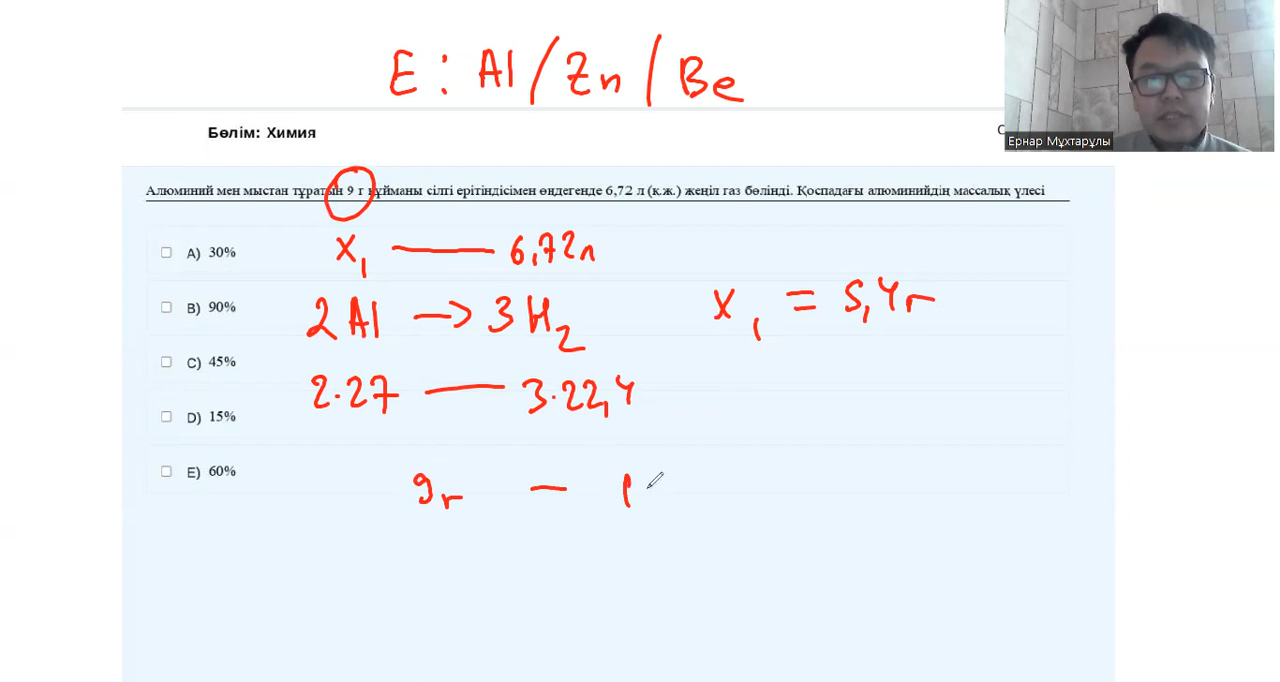 E: Al / Zn / Be
Бөлім: Химия
С
Ернар Мұхтарұлы
Алюминий мен мыстан тұратын 9 г құйманы сілті ерітіндісімен өңдегенде 6,72 л (қ.ж.) жеңіл газ бөлінді. Қоспадағы алюминийдің массалық үлесі
A) 30%
x₁ — 6,72л
B) 90%
2Al → 3H₂
x₁ = 5,4г
C) 45%
2·27 — 3·22,4
D) 15%
E) 60%
9г — 1